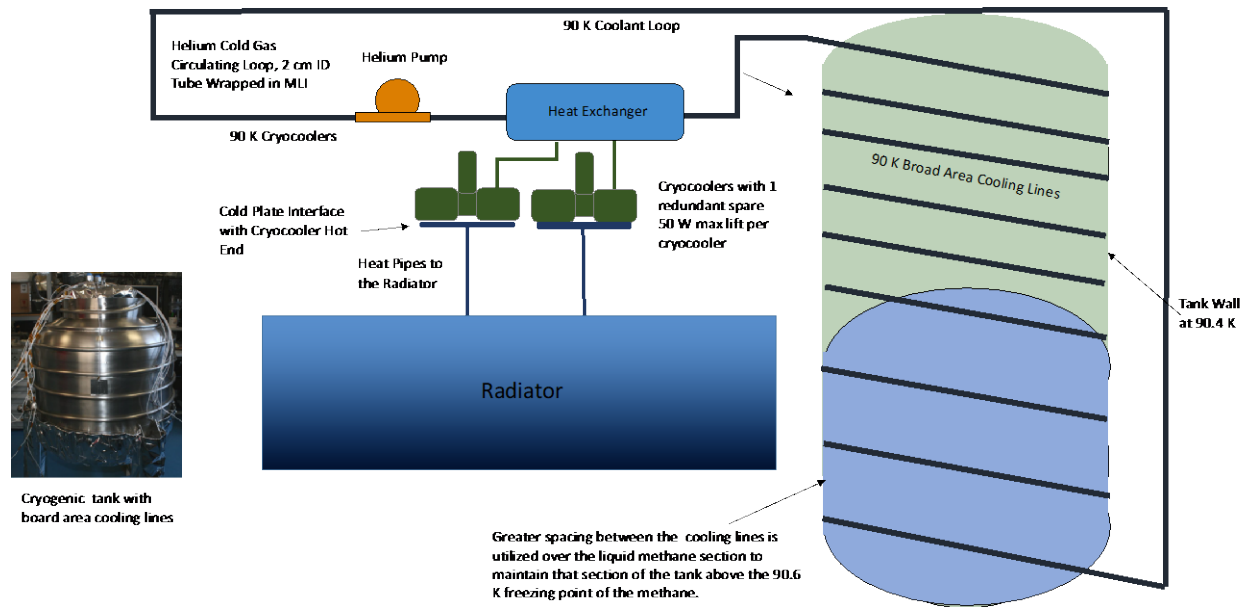 90 K Coolant Loop
Helium Cold Gas
Circulating Loop, 2 cm ID
Tube Wrapped in MLI
Helium Pump
Heat Exchanger
90 K Cryocoolers
90 K Broad Area Cooling Lines
Cryocoolers with 1
redundant spare
50 W max lift per
cryocooler
Cold Plate Interface
with Cryocooler Hot
End
Heat Pipes to
the Radiator
Tank Wall
at 90.4 K
Radiator
Cryogenic tank with
board area cooling lines
Greater spacing between the cooling lines is
utilized over the liquid methane section to
maintain that section of the tank above the 90.6
K freezing point of the methane.